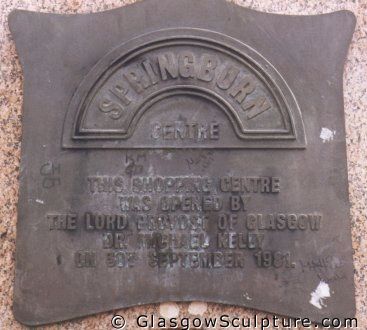 SPRINGBURN
CENTRE
THIS SHOPPING CENTRE
WAS OPENED BY
THE LORD PROVOST OF GLASGOW
DR. MICHAEL KELLY
ON 30TH SEPTEMBER 1981.
© GlasgowSculpture.com